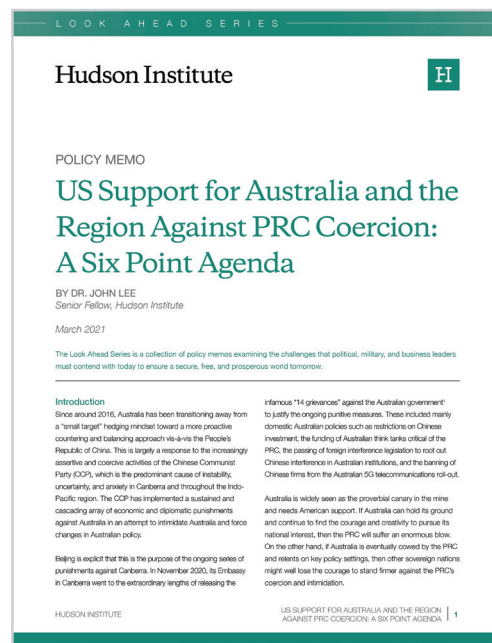 LOOK AHEAD SERIES
Hudson Institute
H
POLICY MEMO
US Support for Australia and the
Region Against PRC Coercion:
A Six Point Agenda
BY DR. JOHN LEE
Senior Fellow, Hudson Institute
March 2021
The Look Ahead Series is a collection of policy memos examining the challenges that political, military, and business leaders
must contend with today to ensure a secure, free, and prosperous world tomorrow.
Introduction
Since around 2016, Australia has been transitioning away from
a “small target” hedging mindset toward a more proactive
countering and balancing approach vis-à-vis the People’s
Republic of China. This is largely a response to the increasingly
assertive and coercive activities of the Chinese Communist
Party (CCP), which is the predominant cause of instability,
uncertainty, and anxiety in Canberra and throughout the Indo-
Pacific region. The CCP has implemented a sustained and
cascading array of economic and diplomatic punishments
against Australia in an attempt to intimidate Australia and force
changes in Australian policy.
Beijing is explicit that this is the purpose of the ongoing series of
punishments against Canberra. In November 2020, its Embassy
in Canberra went to the extraordinary lengths of releasing the
infamous “14 grievances” against the Australian government¹
to justify the ongoing punitive measures. These included mainly
domestic Australian policies such as restrictions on Chinese
investment, the funding of Australian think tanks critical of the
PRC, the passing of foreign interference legislation to root out
Chinese interference in Australian institutions, and the banning of
Chinese firms from the Australian 5G telecommunications roll-out.
Australia is widely seen as the proverbial canary in the mine
and needs American support. If Australia can hold its ground
and continue to find the courage and creativity to pursue its
national interest, then the PRC will suffer an enormous blow.
On the other hand, if Australia is eventually cowed by the PRC
and relents on key policy settings, then other sovereign nations
might well lose the courage to stand firmer against the PRC’s
coercion and intimidation.
HUDSON INSTITUTE
US SUPPORT FOR AUSTRALIA AND THE REGION
AGAINST PRC COERCION: A SIX POINT AGENDA
1